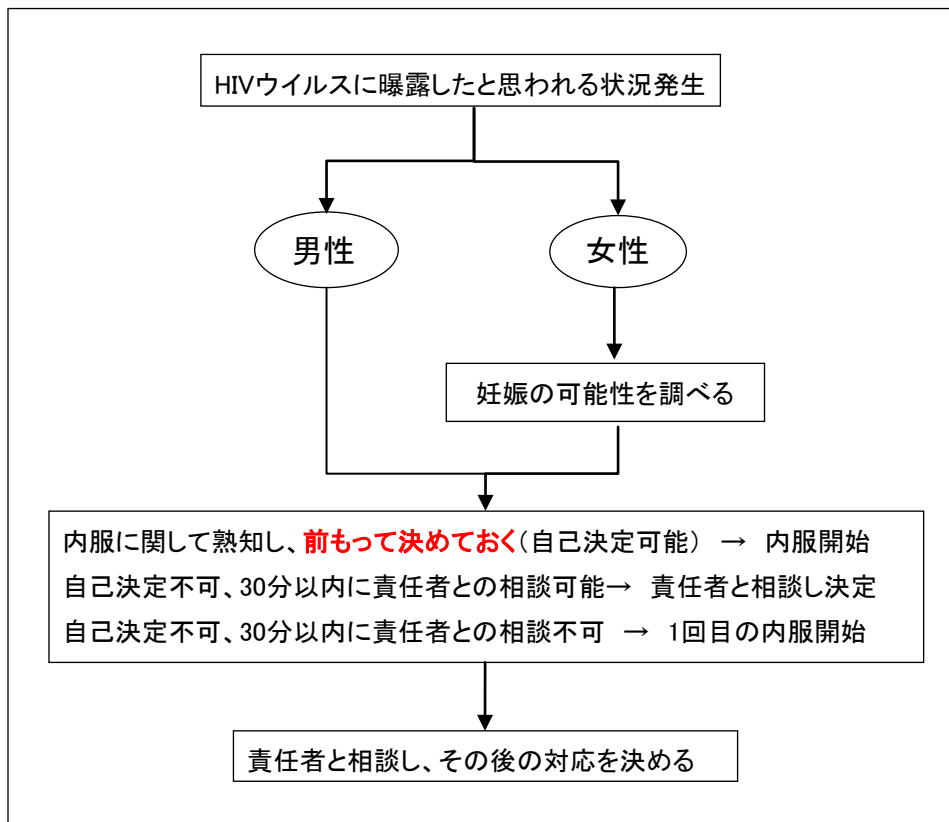 HIVウイルスに曝露したと思われる状況発生
男性
女性
妊娠の可能性を調べる
内服に関して熟知し、前もって決めておく(自己決定可能) → 内服開始
自己決定不可、30分以内に責任者との相談可能→ 責任者と相談し決定
自己決定不可、30分以内に責任者との相談不可 → 1回目の内服開始
責任者と相談し、その後の対応を決める